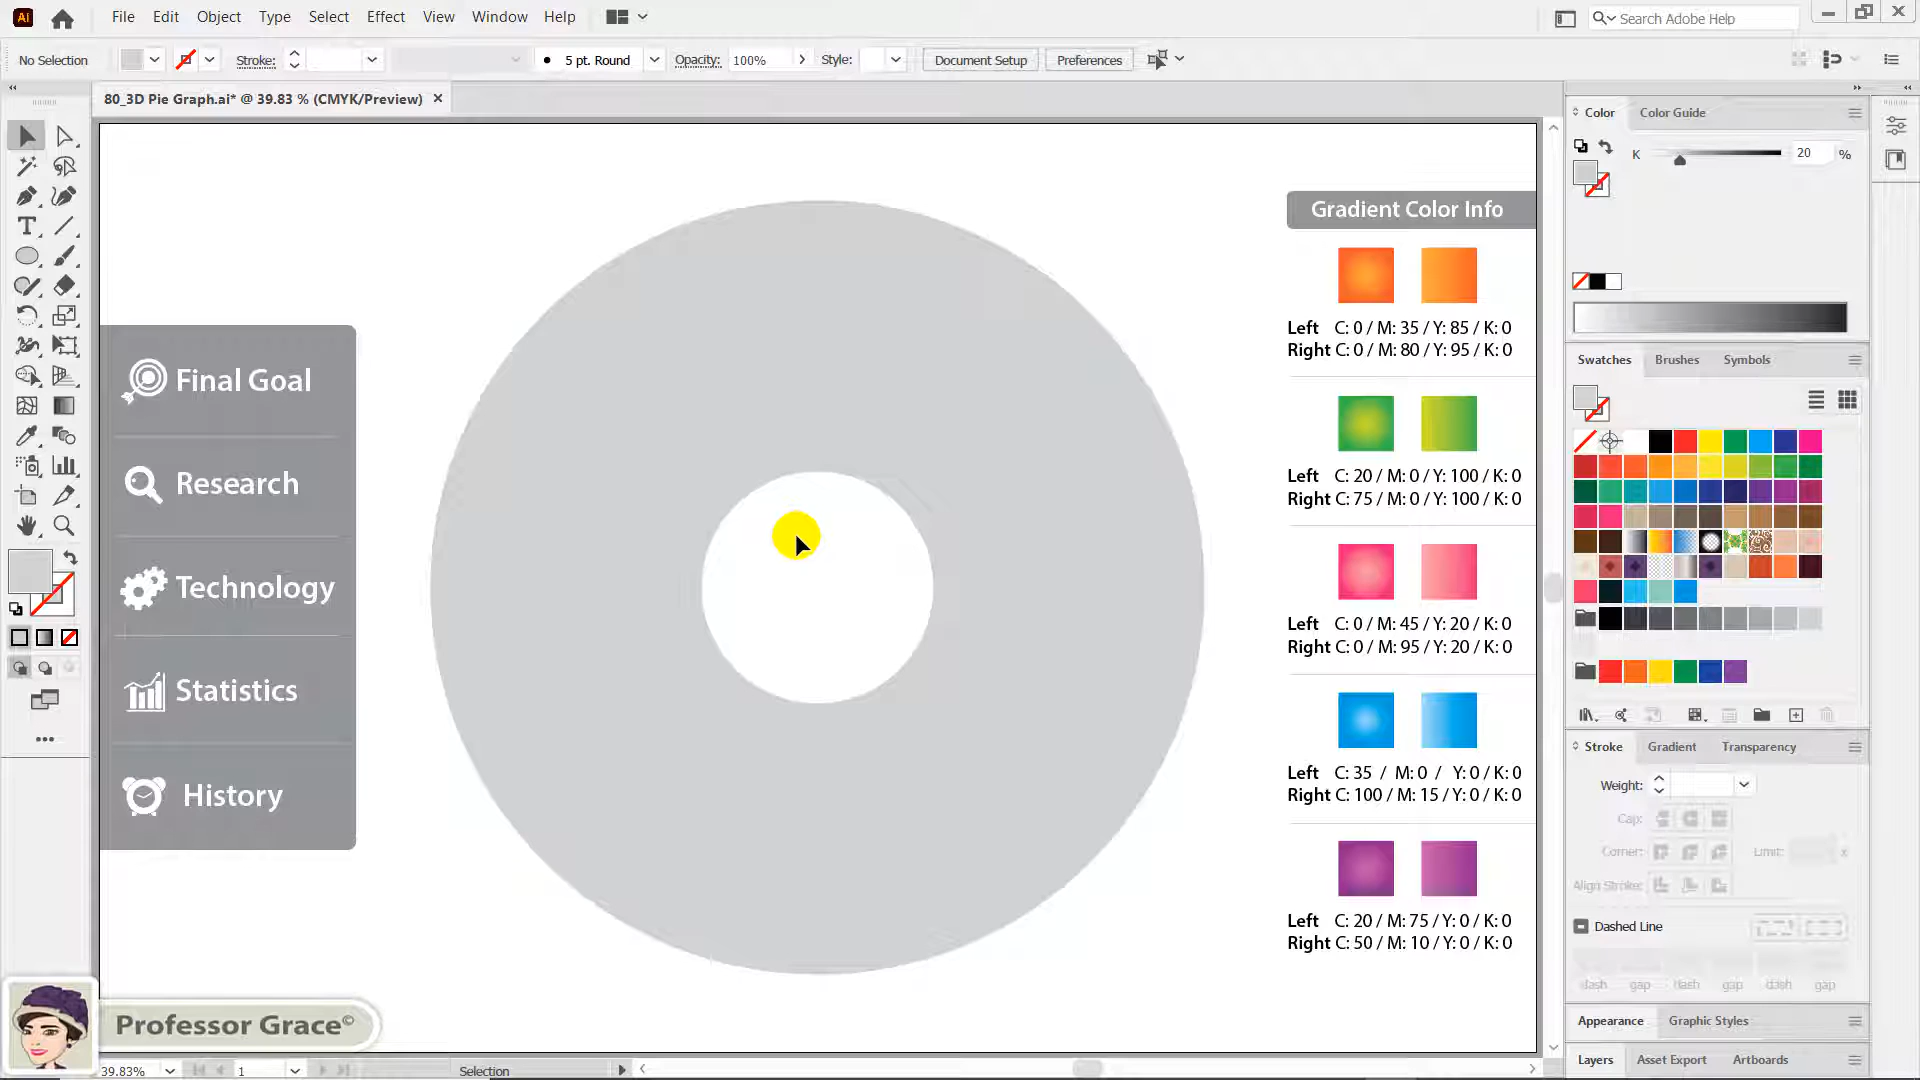 Ai File Edit Object Type Select Effect View Window Help Search Adobe Help
No Selection Stroke: 5 pt. Round Opacity: 100% Style: Document Setup Preferences
80_3D Pie Graph.ai* @ 39.83 % (CMYK/Preview)
Color Color Guide
K 20 %
Gradient Color Info
Left C: 0 / M: 35 / Y: 85 / K: 0
Right C: 0 / M: 80 / Y: 95 / K: 0
Left C: 20 / M: 0 / Y: 100 / K: 0
Right C: 75 / M: 0 / Y: 100 / K: 0
Left C: 0 / M: 45 / Y: 20 / K: 0
Right C: 0 / M: 95 / Y: 20 / K: 0
Left C: 35 / M: 0 / Y: 0 / K: 0
Right C: 100 / M: 15 / Y: 0 / K: 0
Left C: 20 / M: 75 / Y: 0 / K: 0
Right C: 50 / M: 10 / Y: 0 / K: 0
Final Goal
Research
Technology
Statistics
History
Swatches Brushes Symbols
Stroke Gradient Transparency
Weight:
Cap:
Corner: Limit: x
Align Stroke:
Dashed Line
dash gap dash gap dash gap
Appearance Graphic Styles
Layers Asset Export Artboards
Professor Grace©
39.83% 1 Selection